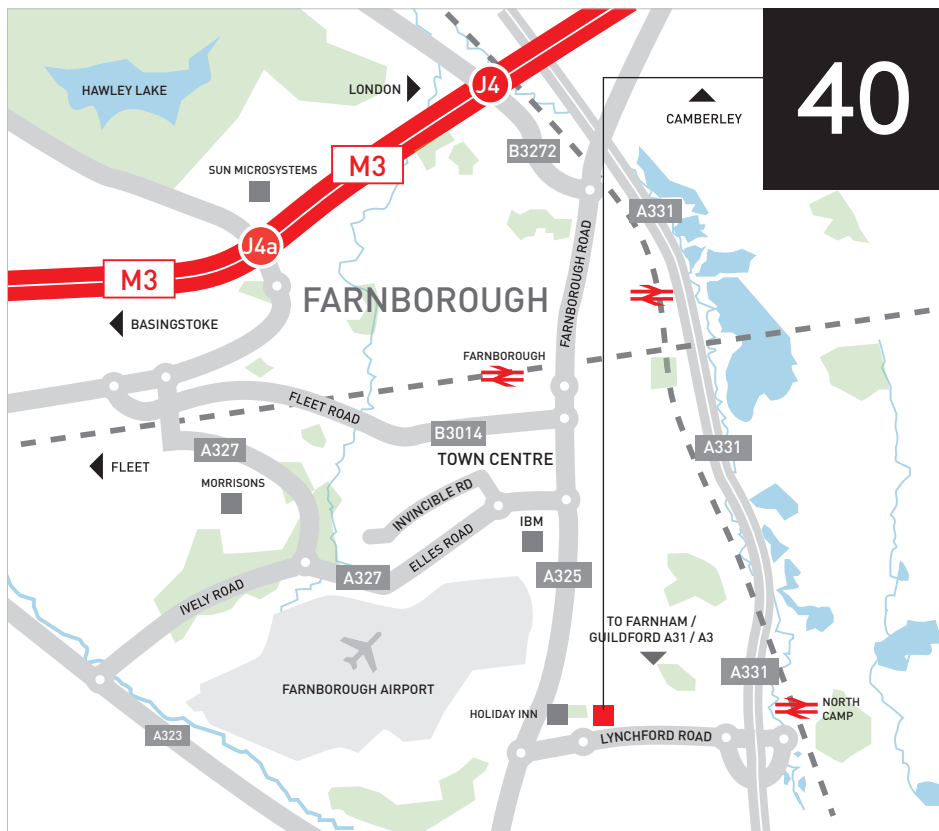 40
HAWLEY LAKE
LONDON
J4
CAMBERLEY
B3272
M3
SUN MICROSYSTEMS
A331
J4a
M3
FARNBOROUGH
FARNBOROUGH ROAD
BASINGSTOKE
FARNBOROUGH
FLEET ROAD
B3014
A327
A331
TOWN CENTRE
FLEET
MORRISONS
INVINCIBLE RD
IBM
ELLES ROAD
A327
A325
IVELY ROAD
TO FARNHAM /
GUILDFORD A31 / A3
A331
FARNBOROUGH AIRPORT
HOLIDAY INN
NORTH
CAMP
A323
LYNCHFORD ROAD